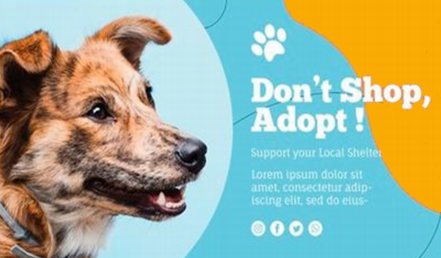 Don't Shop,
Adopt !
Support your Local Shelter
Lorem ipsum dolor sit
amet, consectetur adip-
iscing elit, sed do eius-